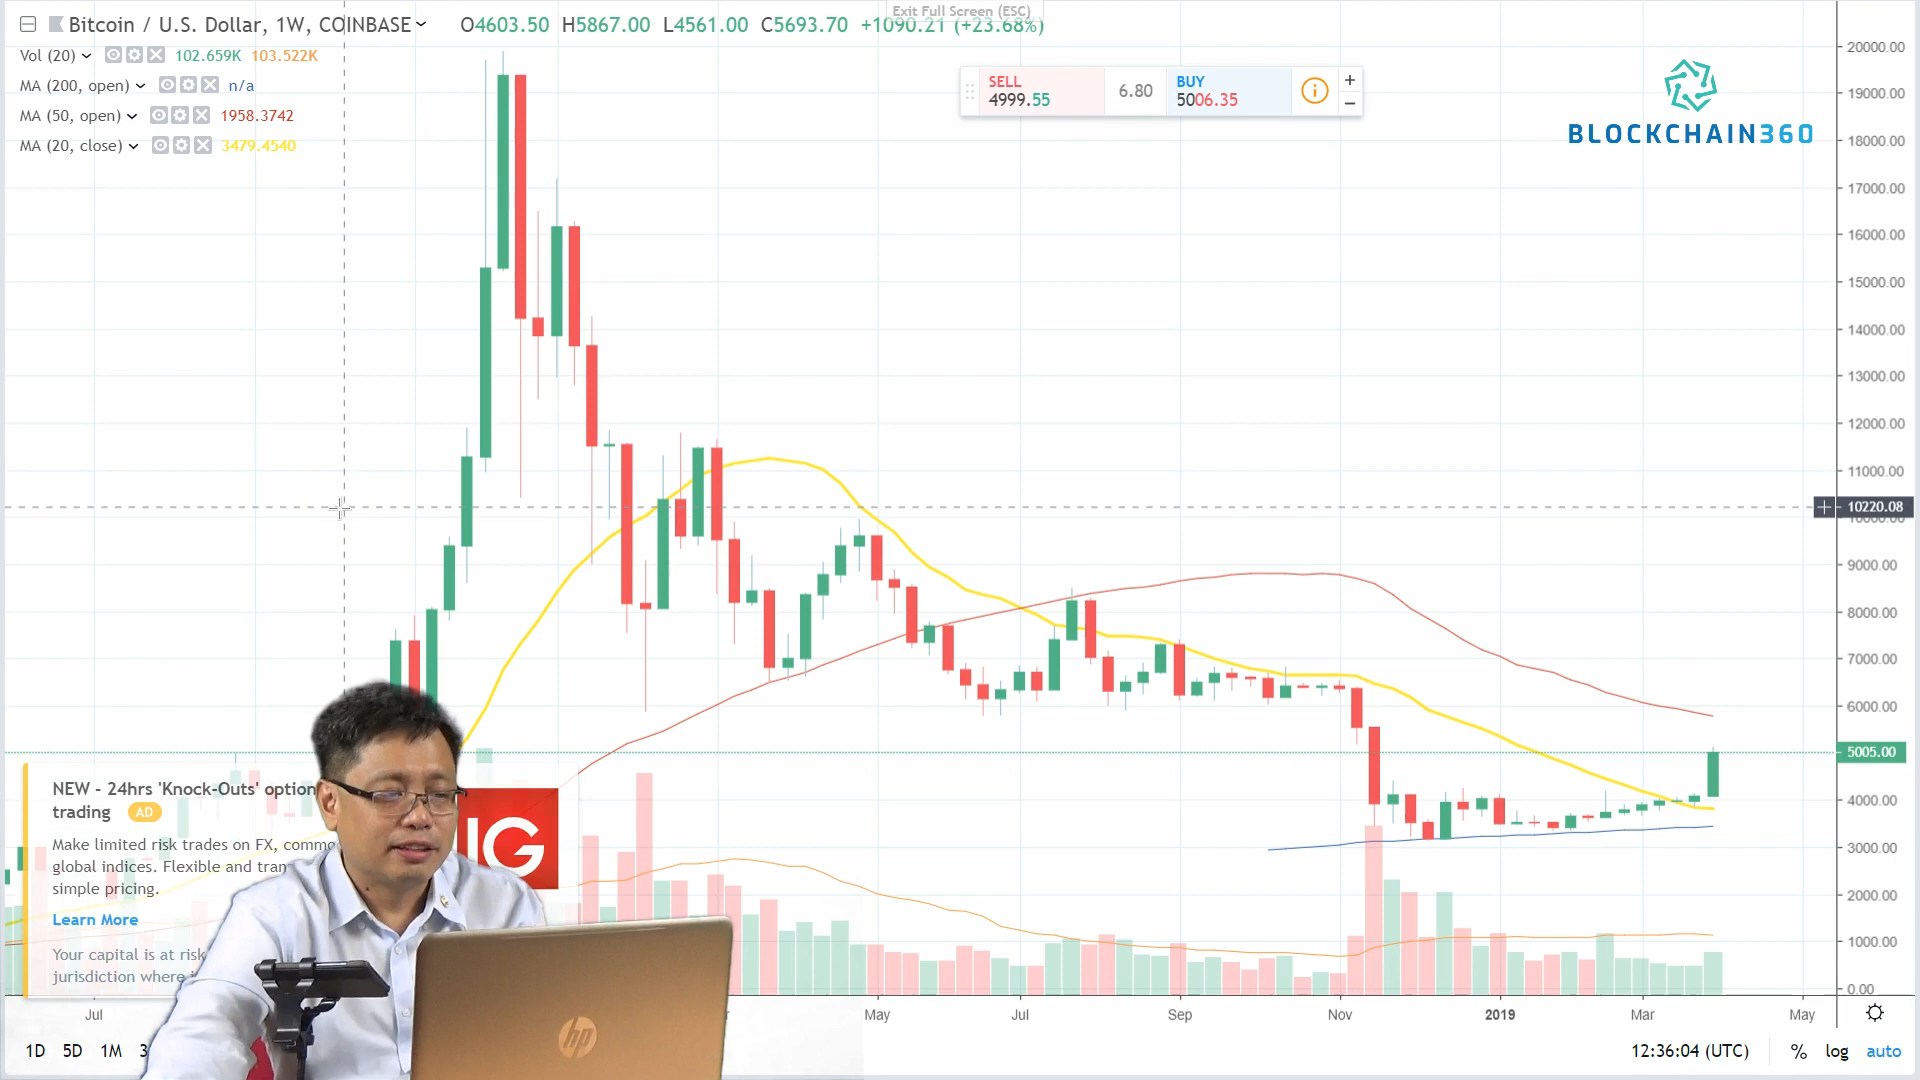 Exit Full Screen (ESC)
Bitcoin / U.S. Dollar, 1W, COINBASE O4603.50 H5867.00 L4561.00 C5693.70 +1090.21 (+23.68%)
Vol (20) 102.659K 103.522K
MA (200, open) n/a
MA (50, open) 1958.3742
MA (20, close) 3479.4540
SELL
4999.55
6.80
BUY
5006.35
BLOCKCHAIN360
20000.00
19000.00
18000.00
17000.00
16000.00
15000.00
14000.00
13000.00
12000.00
11000.00
10220.08
10000.00
9000.00
8000.00
7000.00
6000.00
5005.00
4000.00
3000.00
2000.00
1000.00
0.00
NEW - 24hrs 'Knock-Outs' option
trading AD
Make limited risk trades on FX, commo
global indices. Flexible and tran
simple pricing.
Learn More
Your capital is at risk
jurisdiction where i
IG
hp
Jul May Jul Sep Nov 2019 Mar May
1D 5D 1M 3
12:36:04 (UTC) % log auto